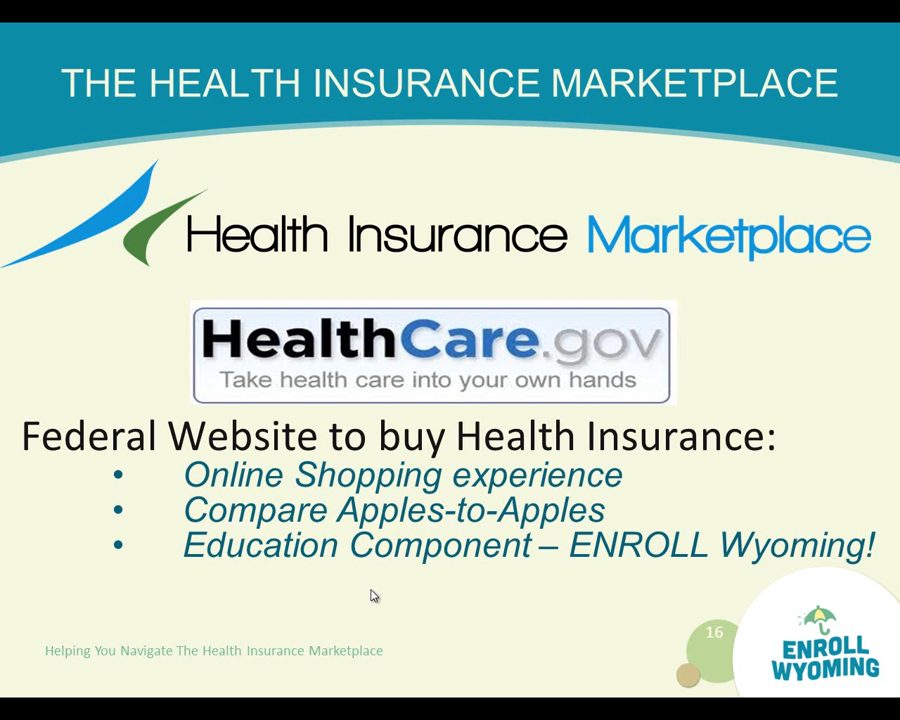 THE HEALTH INSURANCE MARKETPLACE
Health Insurance Marketplace
HealthCare.gov
Take health care into your own hands
Federal Website to buy Health Insurance:
• Online Shopping experience
• Compare Apples-to-Apples
• Education Component – ENROLL Wyoming!
Helping You Navigate The Health Insurance Marketplace
16
ENROLL
WYOMING